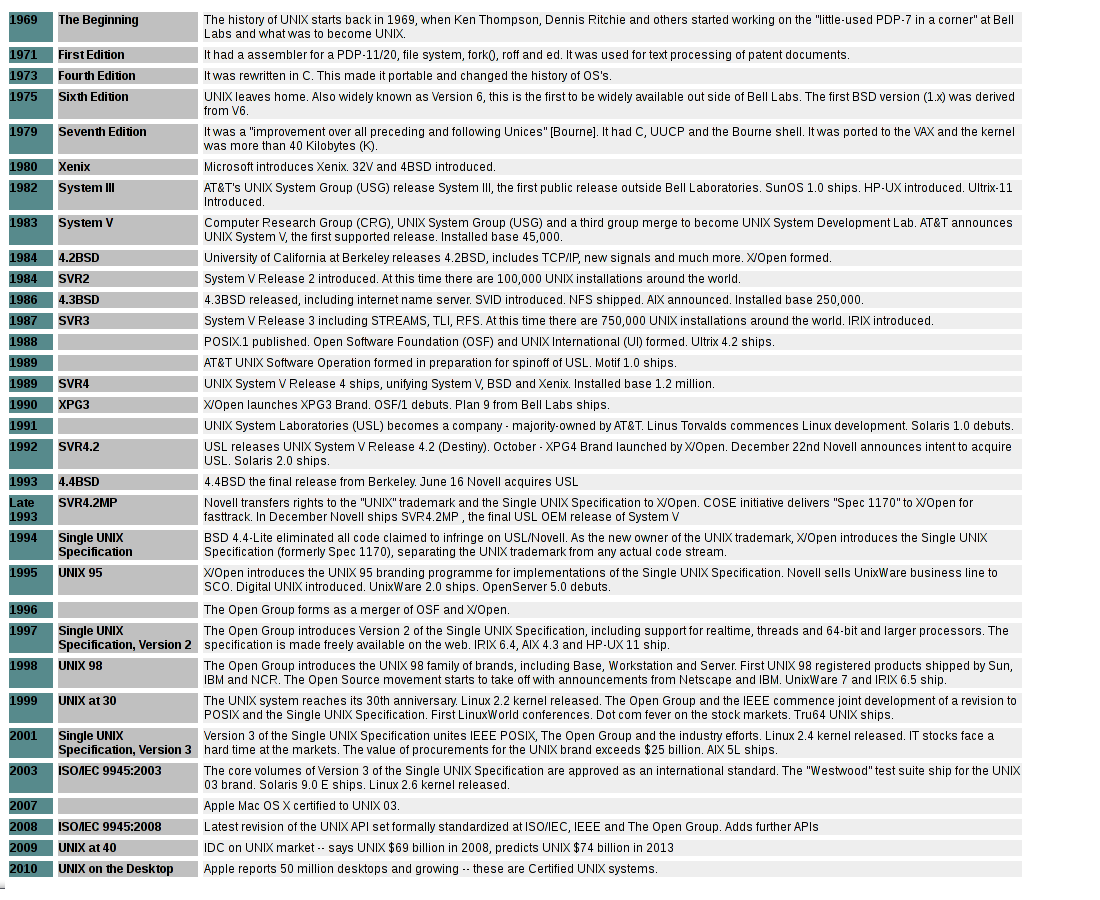 1969 The Beginning The history of UNIX starts back in 1969, when Ken Thompson, Dennis Ritchie and others started working on the "little-used PDP-7 in a corner" at Bell
Labs and what was to become UNIX.
1971 First Edition It had a assembler for a PDP-11/20, file system, fork(), roff and ed. It was used for text processing of patent documents.
1973 Fourth Edition It was rewritten in C. This made it portable and changed the history of OS's.
1975 Sixth Edition UNIX leaves home. Also widely known as Version 6, this is the first to be widely available out side of Bell Labs. The first BSD version (1.x) was derived
from V6.
1979 Seventh Edition It was a "improvement over all preceding and following Unices" [Bourne]. It had C, UUCP and the Bourne shell. It was ported to the VAX and the kernel
was more than 40 Kilobytes (K).
1980 Xenix Microsoft introduces Xenix. 32V and 4BSD introduced.
1982 System III AT&T's UNIX System Group (USG) release System III, the first public release outside Bell Laboratories. SunOS 1.0 ships. HP-UX introduced. Ultrix-11
Introduced.
1983 System V Computer Research Group (CRG), UNIX System Group (USG) and a third group merge to become UNIX System Development Lab. AT&T announces
UNIX System V, the first supported release. Installed base 45,000.
1984 4.2BSD University of California at Berkeley releases 4.2BSD, includes TCP/IP, new signals and much more. X/Open formed.
1984 SVR2 System V Release 2 introduced. At this time there are 100,000 UNIX installations around the world.
1986 4.3BSD 4.3BSD released, including internet name server. SVID introduced. NFS shipped. AIX announced. Installed base 250,000.
1987 SVR3 System V Release 3 including STREAMS, TLI, RFS. At this time there are 750,000 UNIX installations around the world. IRIX introduced.
1988 POSIX.1 published. Open Software Foundation (OSF) and UNIX International (UI) formed. Ultrix 4.2 ships.
1989 AT&T UNIX Software Operation formed in preparation for spinoff of USL. Motif 1.0 ships.
1989 SVR4 UNIX System V Release 4 ships, unifying System V, BSD and Xenix. Installed base 1.2 million.
1990 XPG3 X/Open launches XPG3 Brand. OSF/1 debuts. Plan 9 from Bell Labs ships.
1991 UNIX System Laboratories (USL) becomes a company - majority-owned by AT&T. Linus Torvalds commences Linux development. Solaris 1.0 debuts.
1992 SVR4.2 USL releases UNIX System V Release 4.2 (Destiny). October - XPG4 Brand launched by X/Open. December 22nd Novell announces intent to acquire
USL. Solaris 2.0 ships.
1993 4.4BSD 4.4BSD the final release from Berkeley. June 16 Novell acquires USL
Late SVR4.2MP Novell transfers rights to the "UNIX" trademark and the Single UNIX Specification to X/Open. COSE initiative delivers "Spec 1170" to X/Open for
1993 fasttrack. In December Novell ships SVR4.2MP , the final USL OEM release of System V
1994 Single UNIX BSD 4.4-Lite eliminated all code claimed to infringe on USL/Novell. As the new owner of the UNIX trademark, X/Open introduces the Single UNIX
Specification Specification (formerly Spec 1170), separating the UNIX trademark from any actual code stream.
1995 UNIX 95 X/Open introduces the UNIX 95 branding programme for implementations of the Single UNIX Specification. Novell sells UnixWare business line to
SCO. Digital UNIX introduced. UnixWare 2.0 ships. OpenServer 5.0 debuts.
1996 The Open Group forms as a merger of OSF and X/Open.
1997 Single UNIX The Open Group introduces Version 2 of the Single UNIX Specification, including support for realtime, threads and 64-bit and larger processors. The
Specification, Version 2 specification is made freely available on the web. IRIX 6.4, AIX 4.3 and HP-UX 11 ship.
1998 UNIX 98 The Open Group introduces the UNIX 98 family of brands, including Base, Workstation and Server. First UNIX 98 registered products shipped by Sun,
IBM and NCR. The Open Source movement starts to take off with announcements from Netscape and IBM. UnixWare 7 and IRIX 6.5 ship.
1999 UNIX at 30 The UNIX system reaches its 30th anniversary. Linux 2.2 kernel released. The Open Group and the IEEE commence joint development of a revision to
POSIX and the Single UNIX Specification. First LinuxWorld conferences. Dot com fever on the stock markets. Tru64 UNIX ships.
2001 Single UNIX Version 3 of the Single UNIX Specification unites IEEE POSIX, The Open Group and the industry efforts. Linux 2.4 kernel released. IT stocks face a
Specification, Version 3 hard time at the markets. The value of procurements for the UNIX brand exceeds $25 billion. AIX 5L ships.
2003 ISO/IEC 9945:2003 The core volumes of Version 3 of the Single UNIX Specification are approved as an international standard. The "Westwood" test suite ship for the UNIX
03 brand. Solaris 9.0 E ships. Linux 2.6 kernel released.
2007 Apple Mac OS X certified to UNIX 03.
2008 ISO/IEC 9945:2008 Latest revision of the UNIX API set formally standardized at ISO/IEC, IEEE and The Open Group. Adds further APIs
2009 UNIX at 40 IDC on UNIX market -- says UNIX $69 billion in 2008, predicts UNIX $74 billion in 2013
2010 UNIX on the Desktop Apple reports 50 million desktops and growing -- these are Certified UNIX systems.